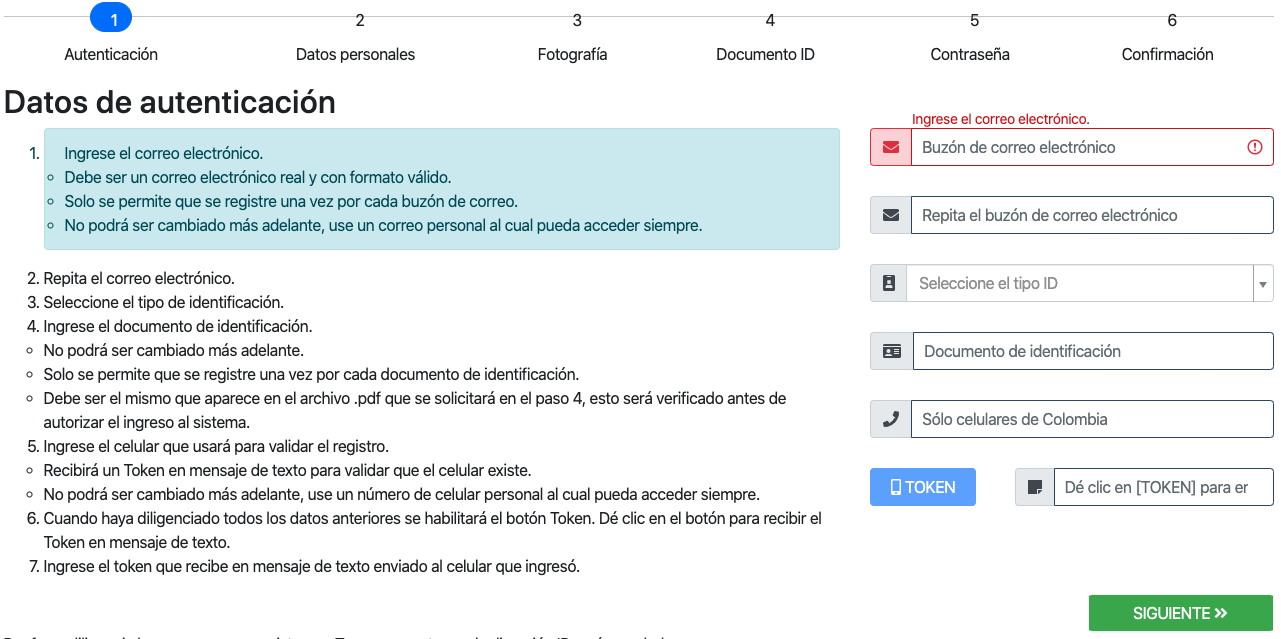 1 2 3 4 5 6
Autenticación Datos personales Fotografía Documento ID Contraseña Confirmación
Datos de autenticación
1. Ingrese el correo electrónico.
Debe ser un correo electrónico real y con formato válido.
Solo se permite que se registre una vez por cada buzón de correo.
No podrá ser cambiado más adelante, use un correo personal al cual pueda acceder siempre.
2. Repita el correo electrónico.
3. Seleccione el tipo de identificación.
4. Ingrese el documento de identificación.
No podrá ser cambiado más adelante.
Solo se permite que se registre una vez por cada documento de identificación.
Debe ser el mismo que aparece en el archivo .pdf que se solicitará en el paso 4, esto será verificado antes de
autorizar el ingreso al sistema.
5. Ingrese el celular que usará para validar el registro.
Recibirá un Token en mensaje de texto para validar que el celular existe.
No podrá ser cambiado más adelante, use un número de celular personal al cual pueda acceder siempre.
6. Cuando haya diligenciado todos los datos anteriores se habilitará el botón Token. Dé clic en el botón para recibir el
Token en mensaje de texto.
7. Ingrese el token que recibe en mensaje de texto enviado al celular que ingresó.
Ingrese el correo electrónico.
Buzón de correo electrónico
Repita el buzón de correo electrónico
Seleccione el tipo ID
Documento de identificación
Sólo celulares de Colombia
TOKEN
Dé clic en [TOKEN] para er
SIGUIENTE